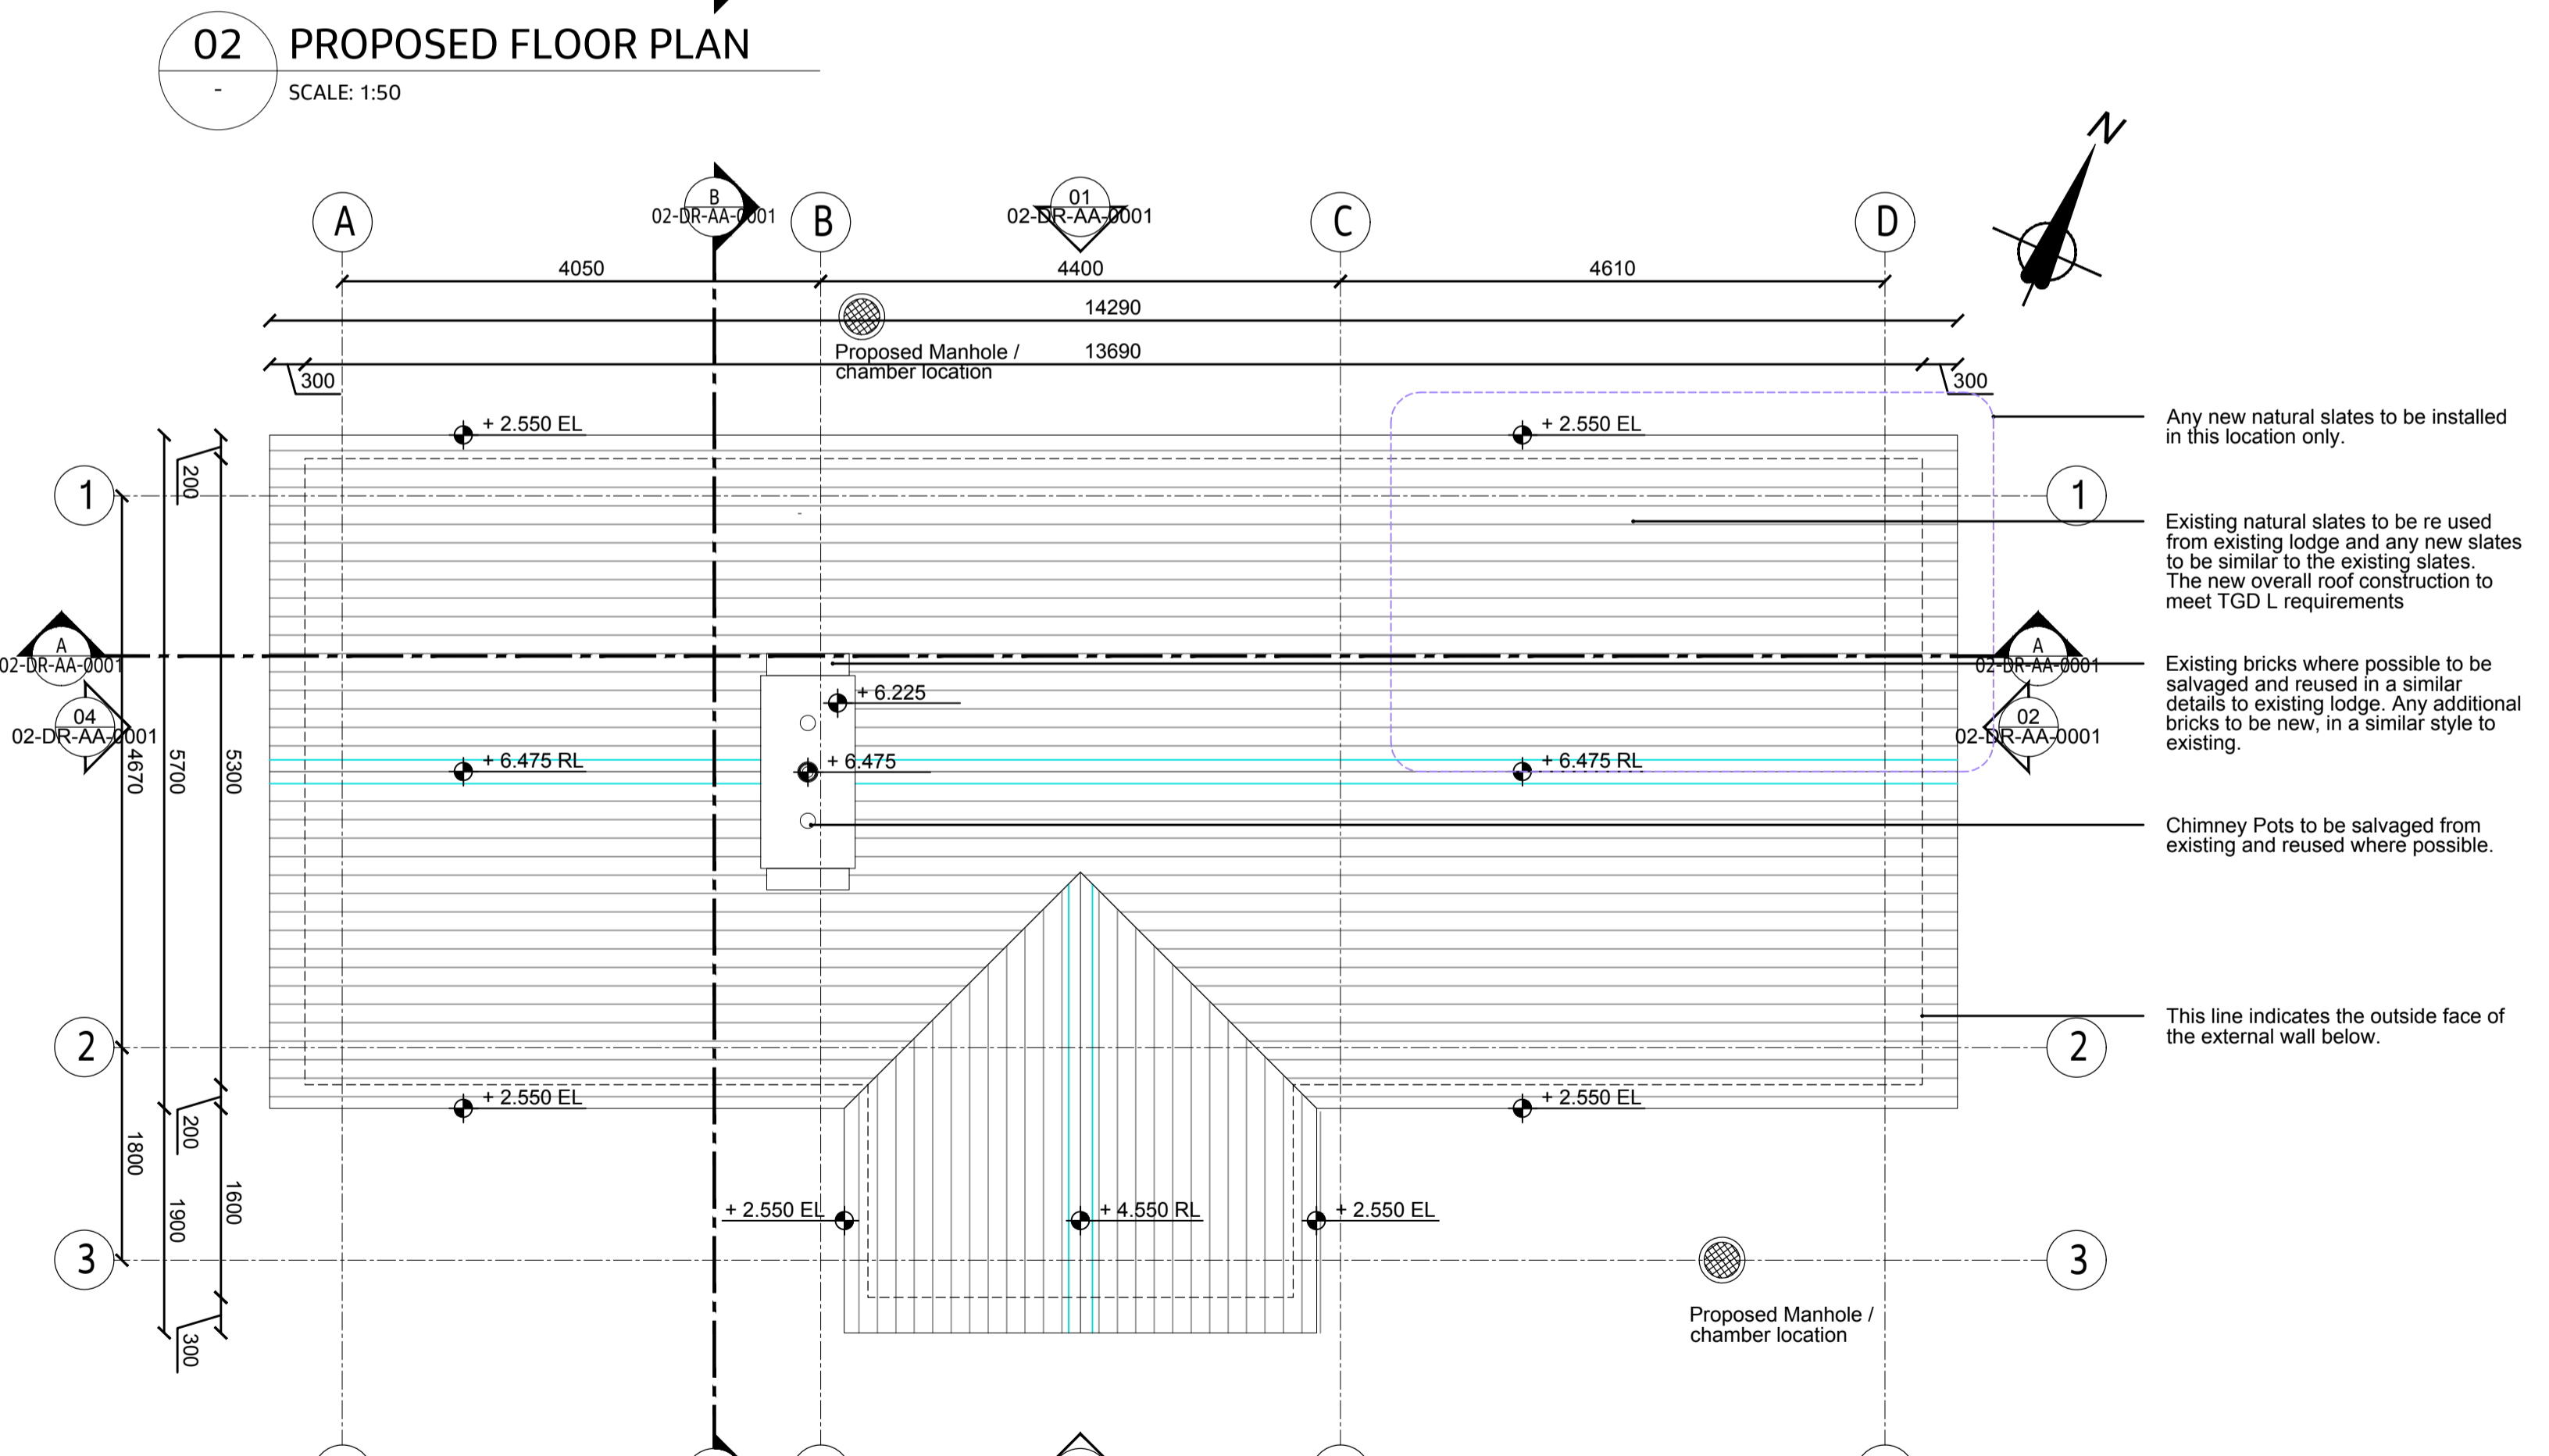 02 PROPOSED FLOOR PLAN
-
SCALE: 1:50
N
A
B
02-DR-AA-0001
B
01
02-DR-AA-0001
C
D
4050
4400
4610
14290
Proposed Manhole /
chamber location
13690
300
300
+ 2.550 EL
+ 2.550 EL
Any new natural slates to be installed
in this location only.
200
1
1
Existing natural slates to be re used
from existing lodge and any new slates
to be similar to the existing slates.
The new overall roof construction to
meet TGD L requirements
A
02-DR-AA-0001
A
02-DR-AA-0001
Existing bricks where possible to be
salvaged and reused in a similar
details to existing lodge. Any additional
bricks to be new, in a similar style to
existing.
+ 6.225
04
02-DR-AA-0001
02
02-DR-AA-0001
4670
5700
5300
+ 6.475 RL
+ 6.475
+ 6.475 RL
Chimney Pots to be salvaged from
existing and reused where possible.
This line indicates the outside face of
the external wall below.
2
2
+ 2.550 EL
+ 2.550 EL
200
1800
1900
1600
+ 2.550 EL
+ 4.550 RL
+ 2.550 EL
3
3
300
Proposed Manhole /
chamber location